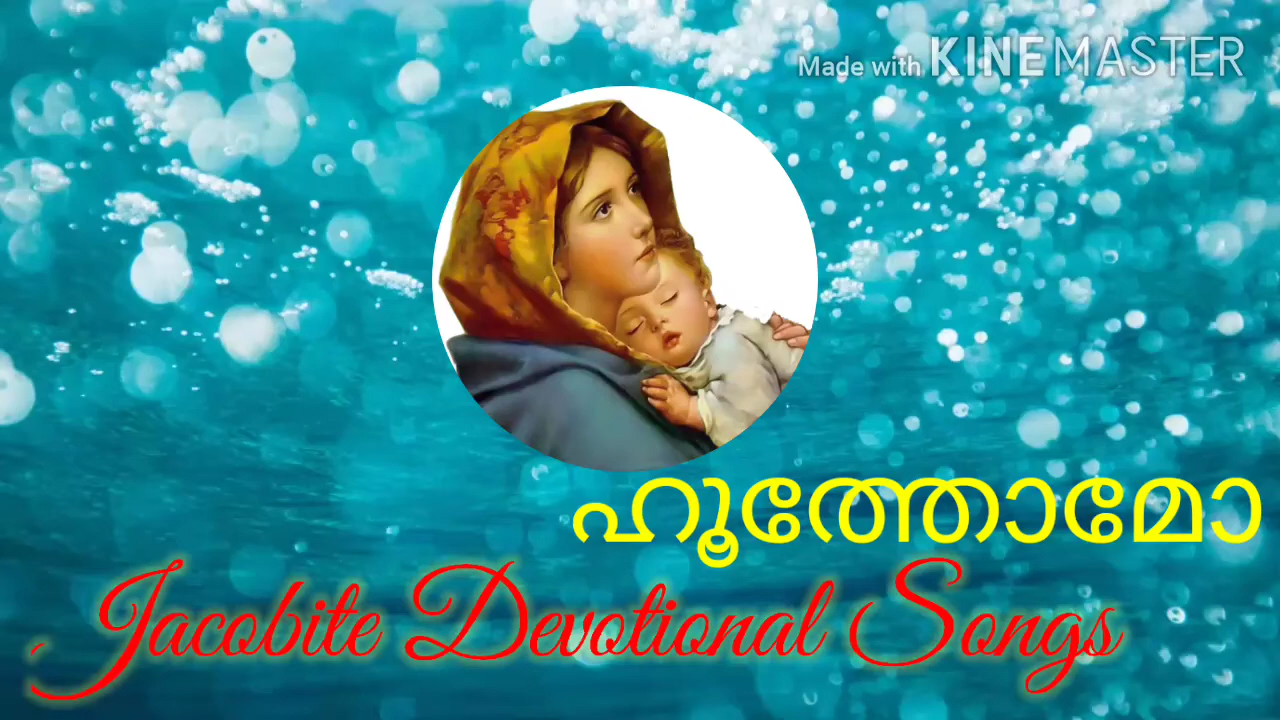 Made with KINEMASTER
ഹൂത്തോമോ
Jacobite Devotional Songs